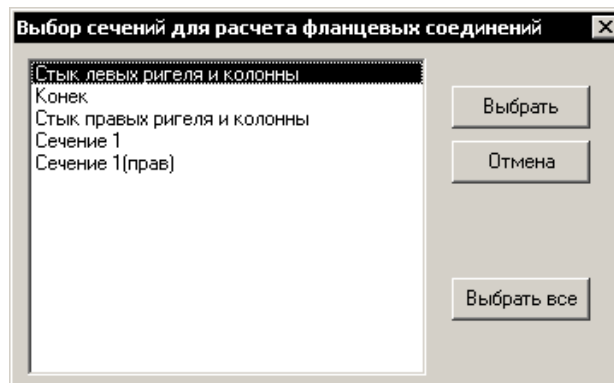 Выбор сечений для расчета фланцевых соединений
Стык левых ригеля и колонны
Конек
Стык правых ригеля и колонны
Сечение 1
Сечение 1(прав)
Выбрать
Отмена
Выбрать все